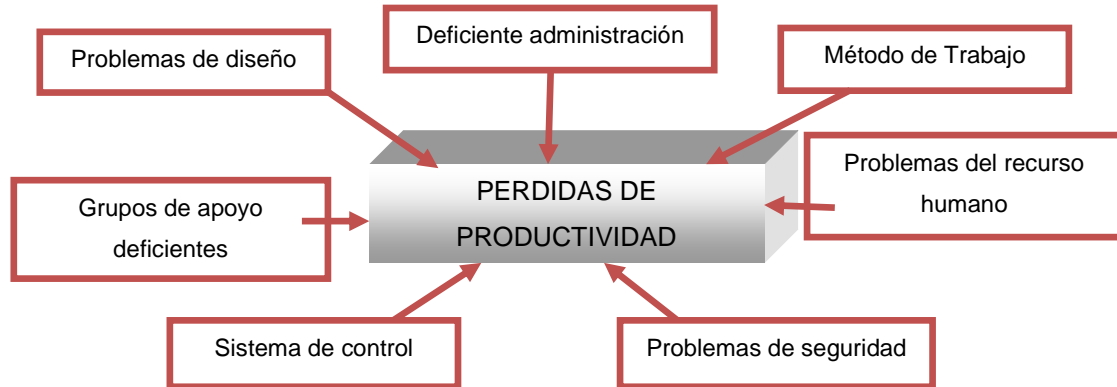 Deficiente administración
Problemas de diseño
Método de Trabajo
Problemas del recurso
humano
PERDIDAS DE
PRODUCTIVIDAD
Grupos de apoyo
deficientes
Sistema de control
Problemas de seguridad